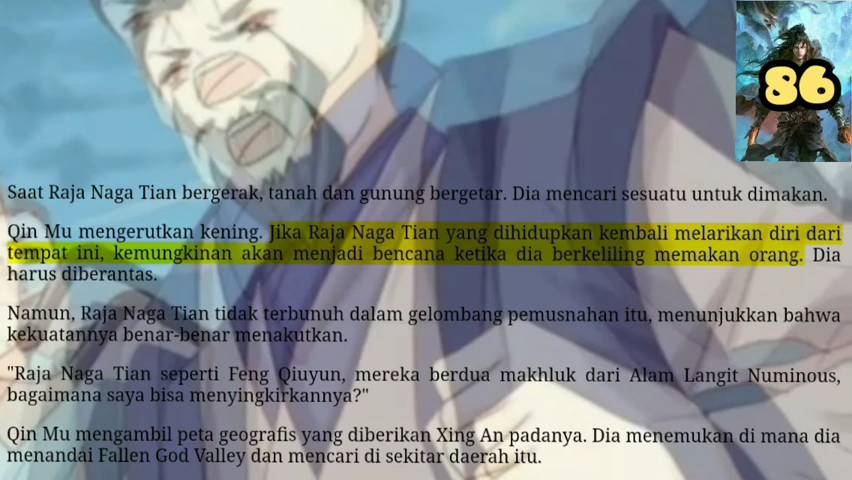 86
Saat Raja Naga Tian bergerak, tanah dan gunung bergetar. Dia mencari sesuatu untuk dimakan.
Qin Mu mengerutkan kening. Jika Raja Naga Tian yang dihidupkan kembali melarikan diri dari
tempat ini, kemungkinan akan menjadi bencana ketika dia berkeliling memakan orang. Dia
harus diberantas.
Namun, Raja Naga Tian tidak terbunuh dalam gelombang pemusnahan itu, menunjukkan bahwa
kekuatannya benar-benar menakutkan.
"Raja Naga Tian seperti Feng Qiuyun, mereka berdua makhluk dari Alam Langit Numinous,
bagaimana saya bisa menyingkirkannya?"
Qin Mu mengambil peta geografis yang diberikan Xing An padanya. Dia menemukan di mana dia
menandai Fallen God Valley dan mencari di sekitar daerah itu.